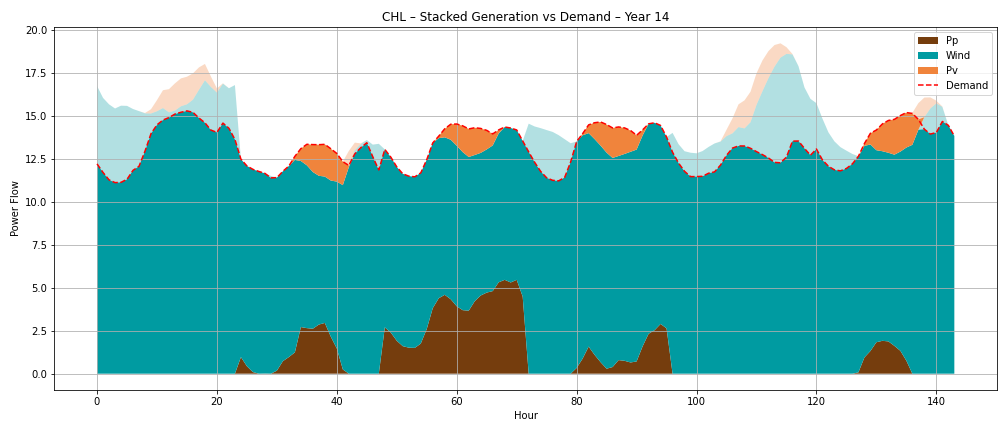 CHL – Stacked Generation vs Demand – Year 14
20.0
17.5
15.0
12.5
10.0
7.5
5.0
2.5
0.0
Power Flow
Pp
Wind
Pv
Demand
0 20 40 60 80 100 120 140
Hour